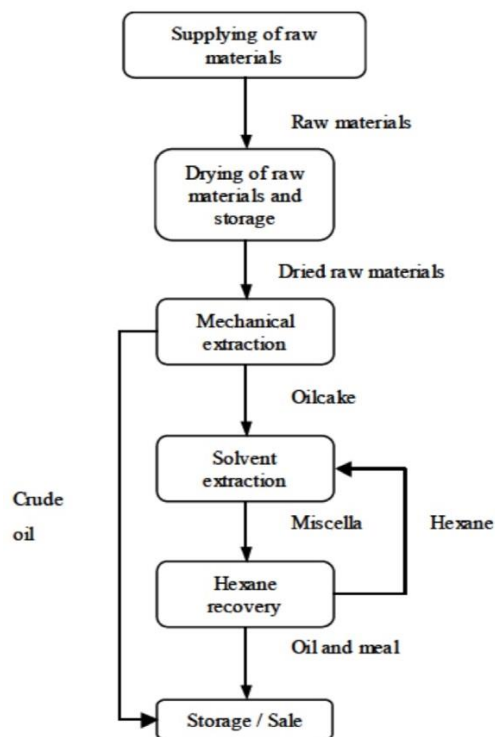 Supplying of raw
materials
Raw materials
Drying of raw
materials and
storage
Dried raw materials
Mechanical
extraction
Oilcake
Solvent
extraction
Crude
oil
Miscella
Hexane
Hexane
recovery
Oil and meal
Storage / Sale